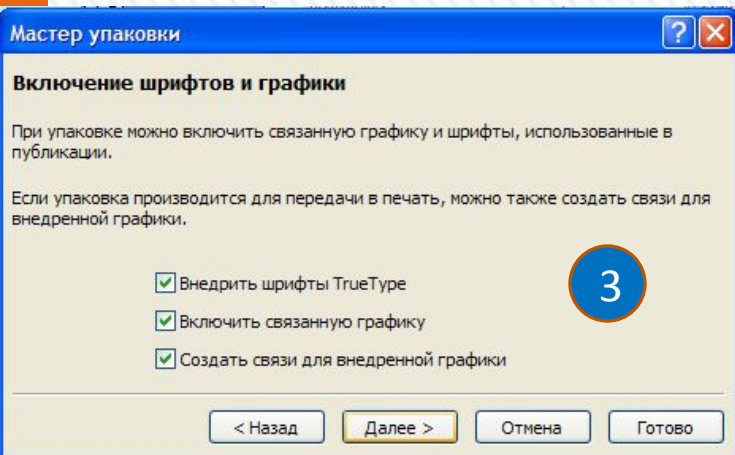 Мастер упаковки
?
Включение шрифтов и графики
При упаковке можно включить связанную графику и шрифты, использованные в
публикации.
Если упаковка производится для передачи в печать, можно также создать связи для
внедренной графики.
Внедрить шрифты TrueType
3
Включить связанную графику
Создать связи для внедренной графики
< Назад Далее > Отмена Готово